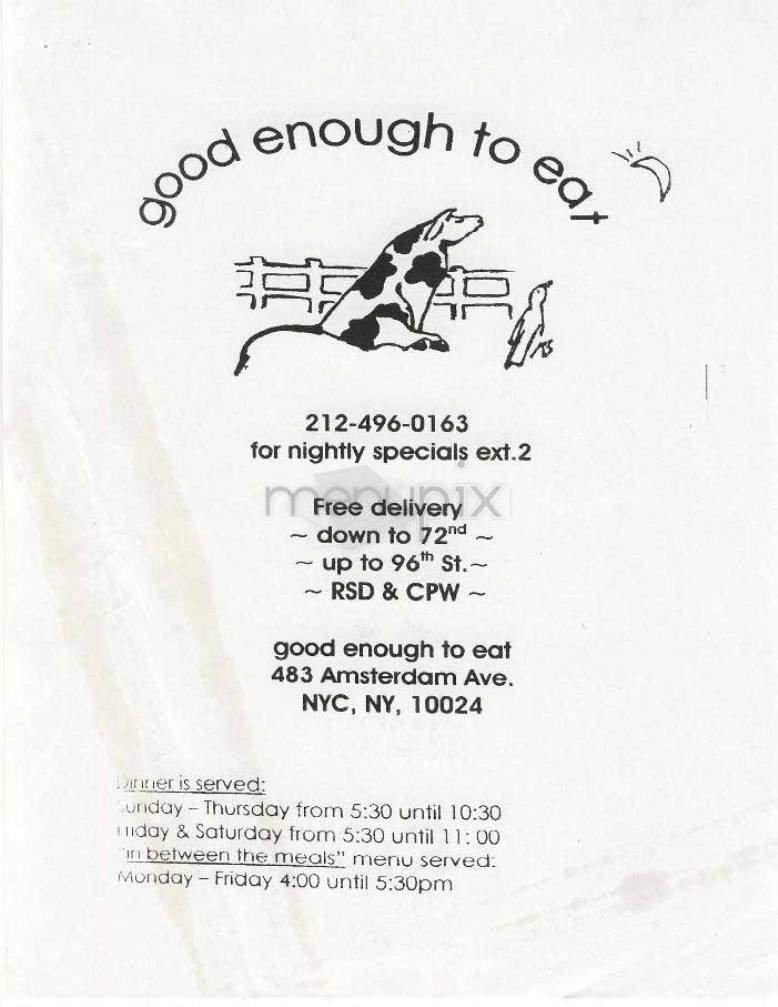 good enough to eat
212-496-0163
for nightly specials ext.2
menupix
Free delivery
~ down to 72nd ~
~ up to 96th St.~
~ RSD & CPW ~
good enough to eat
483 Amsterdam Ave.
NYC, NY, 10024
Dinner is served:
Sunday – Thursday from 5:30 until 10:30
Friday & Saturday from 5:30 until 11: 00
"in between the meals" menu served:
Monday – Friday 4:00 until 5:30pm